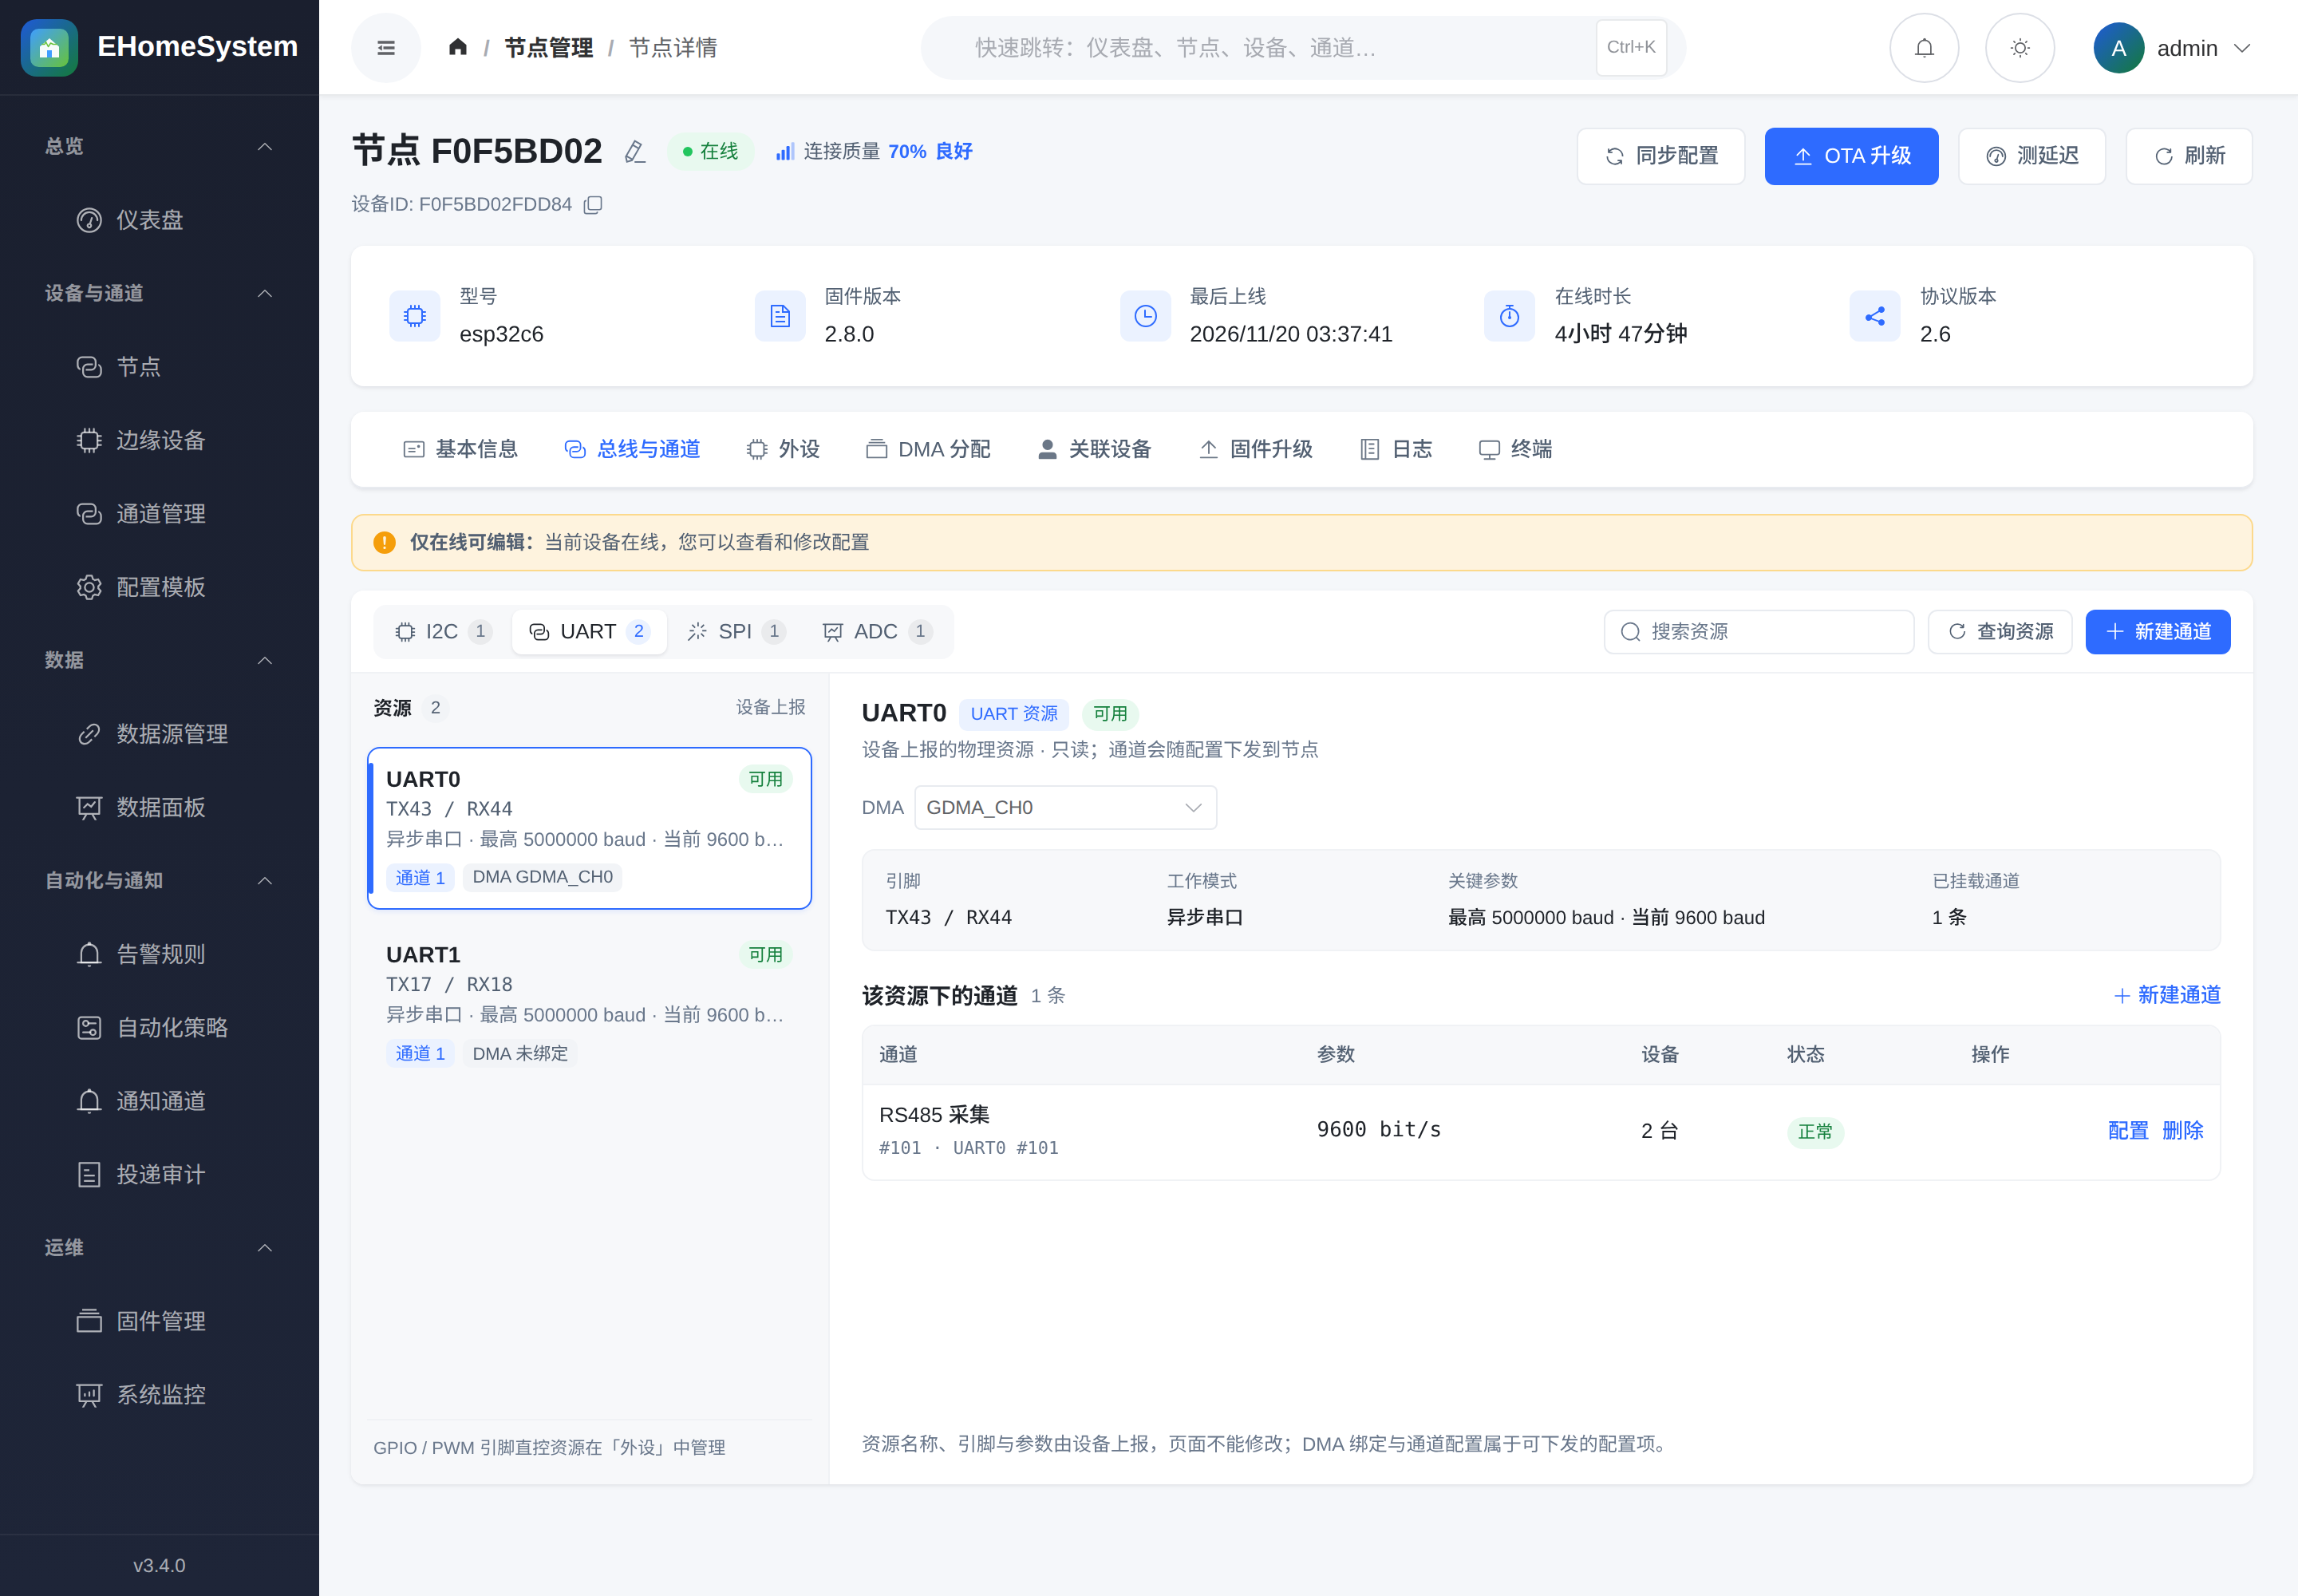 EHomeSystem
总览
仪表盘
设备与通道
节点
边缘设备
通道管理
配置模板
数据
数据源管理
数据面板
自动化与通知
告警规则
自动化策略
通知通道
投递审计
运维
固件管理
系统监控
v3.4.0
/ 节点管理 / 节点详情
快速跳转：仪表盘、节点、设备、通道… Ctrl+K
A admin
节点 F0F5BD02 在线 连接质量 70% 良好
同步配置 OTA 升级 测延迟 刷新
设备ID: F0F5BD02FDD84
型号
esp32c6
固件版本
2.8.0
最后上线
2026/11/20 03:37:41
在线时长
4小时 47分钟
协议版本
2.6
基本信息 总线与通道 外设 DMA 分配 关联设备 固件升级 日志 终端
仅在线可编辑：当前设备在线，您可以查看和修改配置
I2C 1 UART 2 SPI 1 ADC 1
搜索资源 查询资源 新建通道
资源 2 设备上报
UART0 可用
TX43 / RX44
异步串口 · 最高 5000000 baud · 当前 9600 b…
通道 1 DMA GDMA_CH0
UART1 可用
TX17 / RX18
异步串口 · 最高 5000000 baud · 当前 9600 b…
通道 1 DMA 未绑定
GPIO / PWM 引脚直控资源在「外设」中管理
UART0 UART 资源 可用
设备上报的物理资源 · 只读；通道会随配置下发到节点
DMA GDMA_CH0
引脚 工作模式 关键参数 已挂载通道
TX43 / RX44 异步串口 最高 5000000 baud · 当前 9600 baud 1 条
该资源下的通道 1 条 新建通道
通道 参数 设备 状态 操作
RS485 采集
#101 · UART0 #101
9600 bit/s 2 台 正常 配置 删除
资源名称、引脚与参数由设备上报，页面不能修改；DMA 绑定与通道配置属于可下发的配置项。